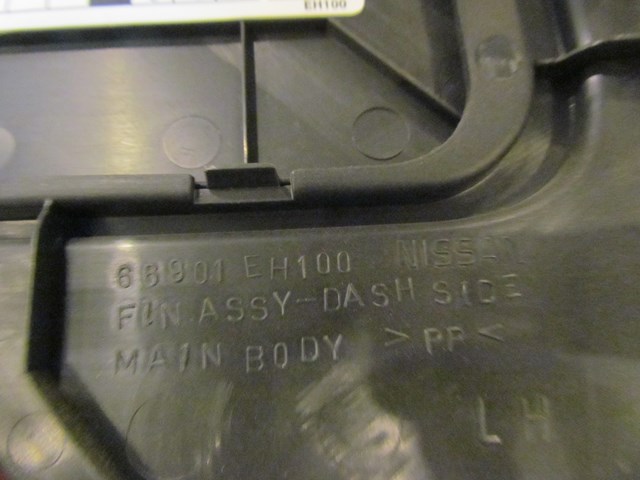 EH100
66901 EH100 NISSAN
FIN ASSY-DASH SIDE
MAIN BODY >PP<
LH